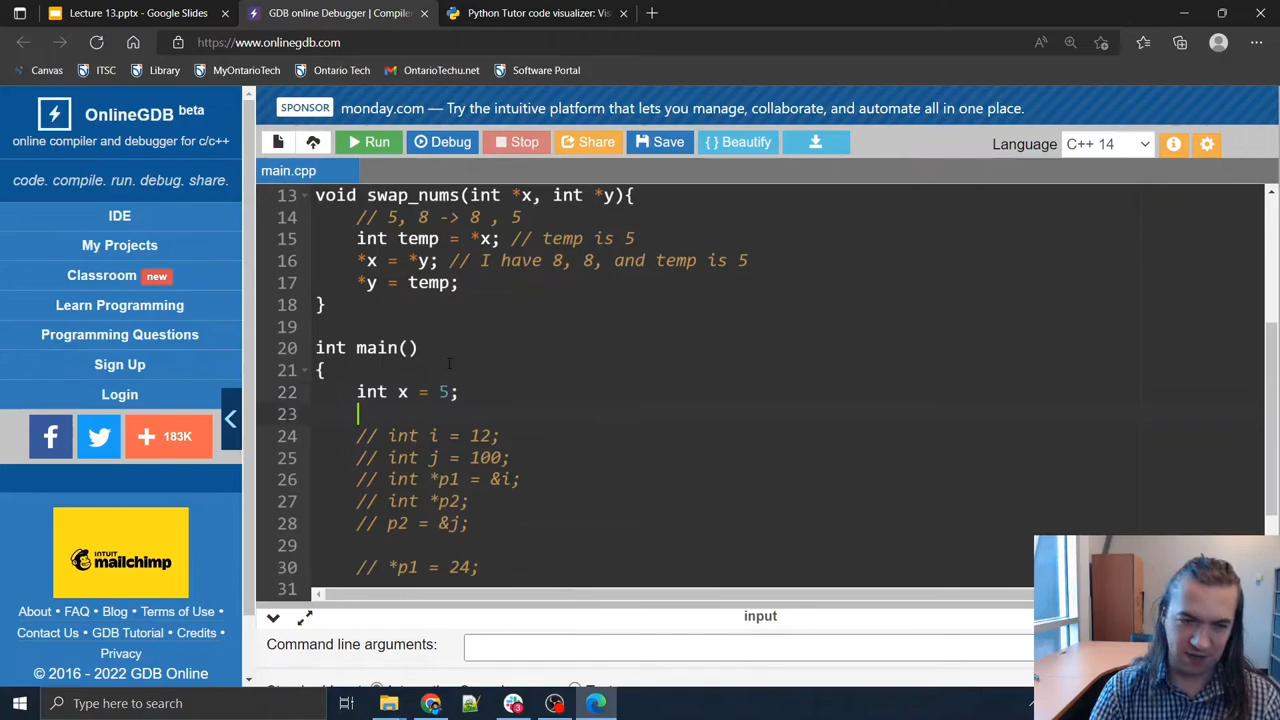 Lecture 13.pptx - Google Slides
GDB online Debugger | Compiler
Python Tutor code visualizer: Vis
https://www.onlinegdb.com
Canvas
ITSC
Library
MyOntarioTech
Ontario Tech
OntarioTechu.net
Software Portal
OnlineGDB beta
online compiler and debugger for c/c++
code. compile. run. debug. share.
IDE
My Projects
Classroom new
Learn Programming
Programming Questions
Sign Up
Login
183K
INTUIT
mailchimp
About • FAQ • Blog • Terms of Use •
Contact Us • GDB Tutorial • Credits •
Privacy
© 2016 - 2022 GDB Online
SPONSOR monday.com — Try the intuitive platform that lets you manage, collaborate, and automate all in one place.
Run
Debug
Stop
Share
Save
{ } Beautify
Language C++ 14
main.cpp
13 void swap_nums(int *x, int *y){
14 // 5, 8 -> 8 , 5
15 int temp = *x; // temp is 5
16 *x = *y; // I have 8, 8, and temp is 5
17 *y = temp;
18 }
19
20 int main()
21 {
22 int x = 5;
23
24 // int i = 12;
25 // int j = 100;
26 // int *p1 = &i;
27 // int *p2;
28 // p2 = &j;
29
30 // *p1 = 24;
31
input
Command line arguments:
Type here to search